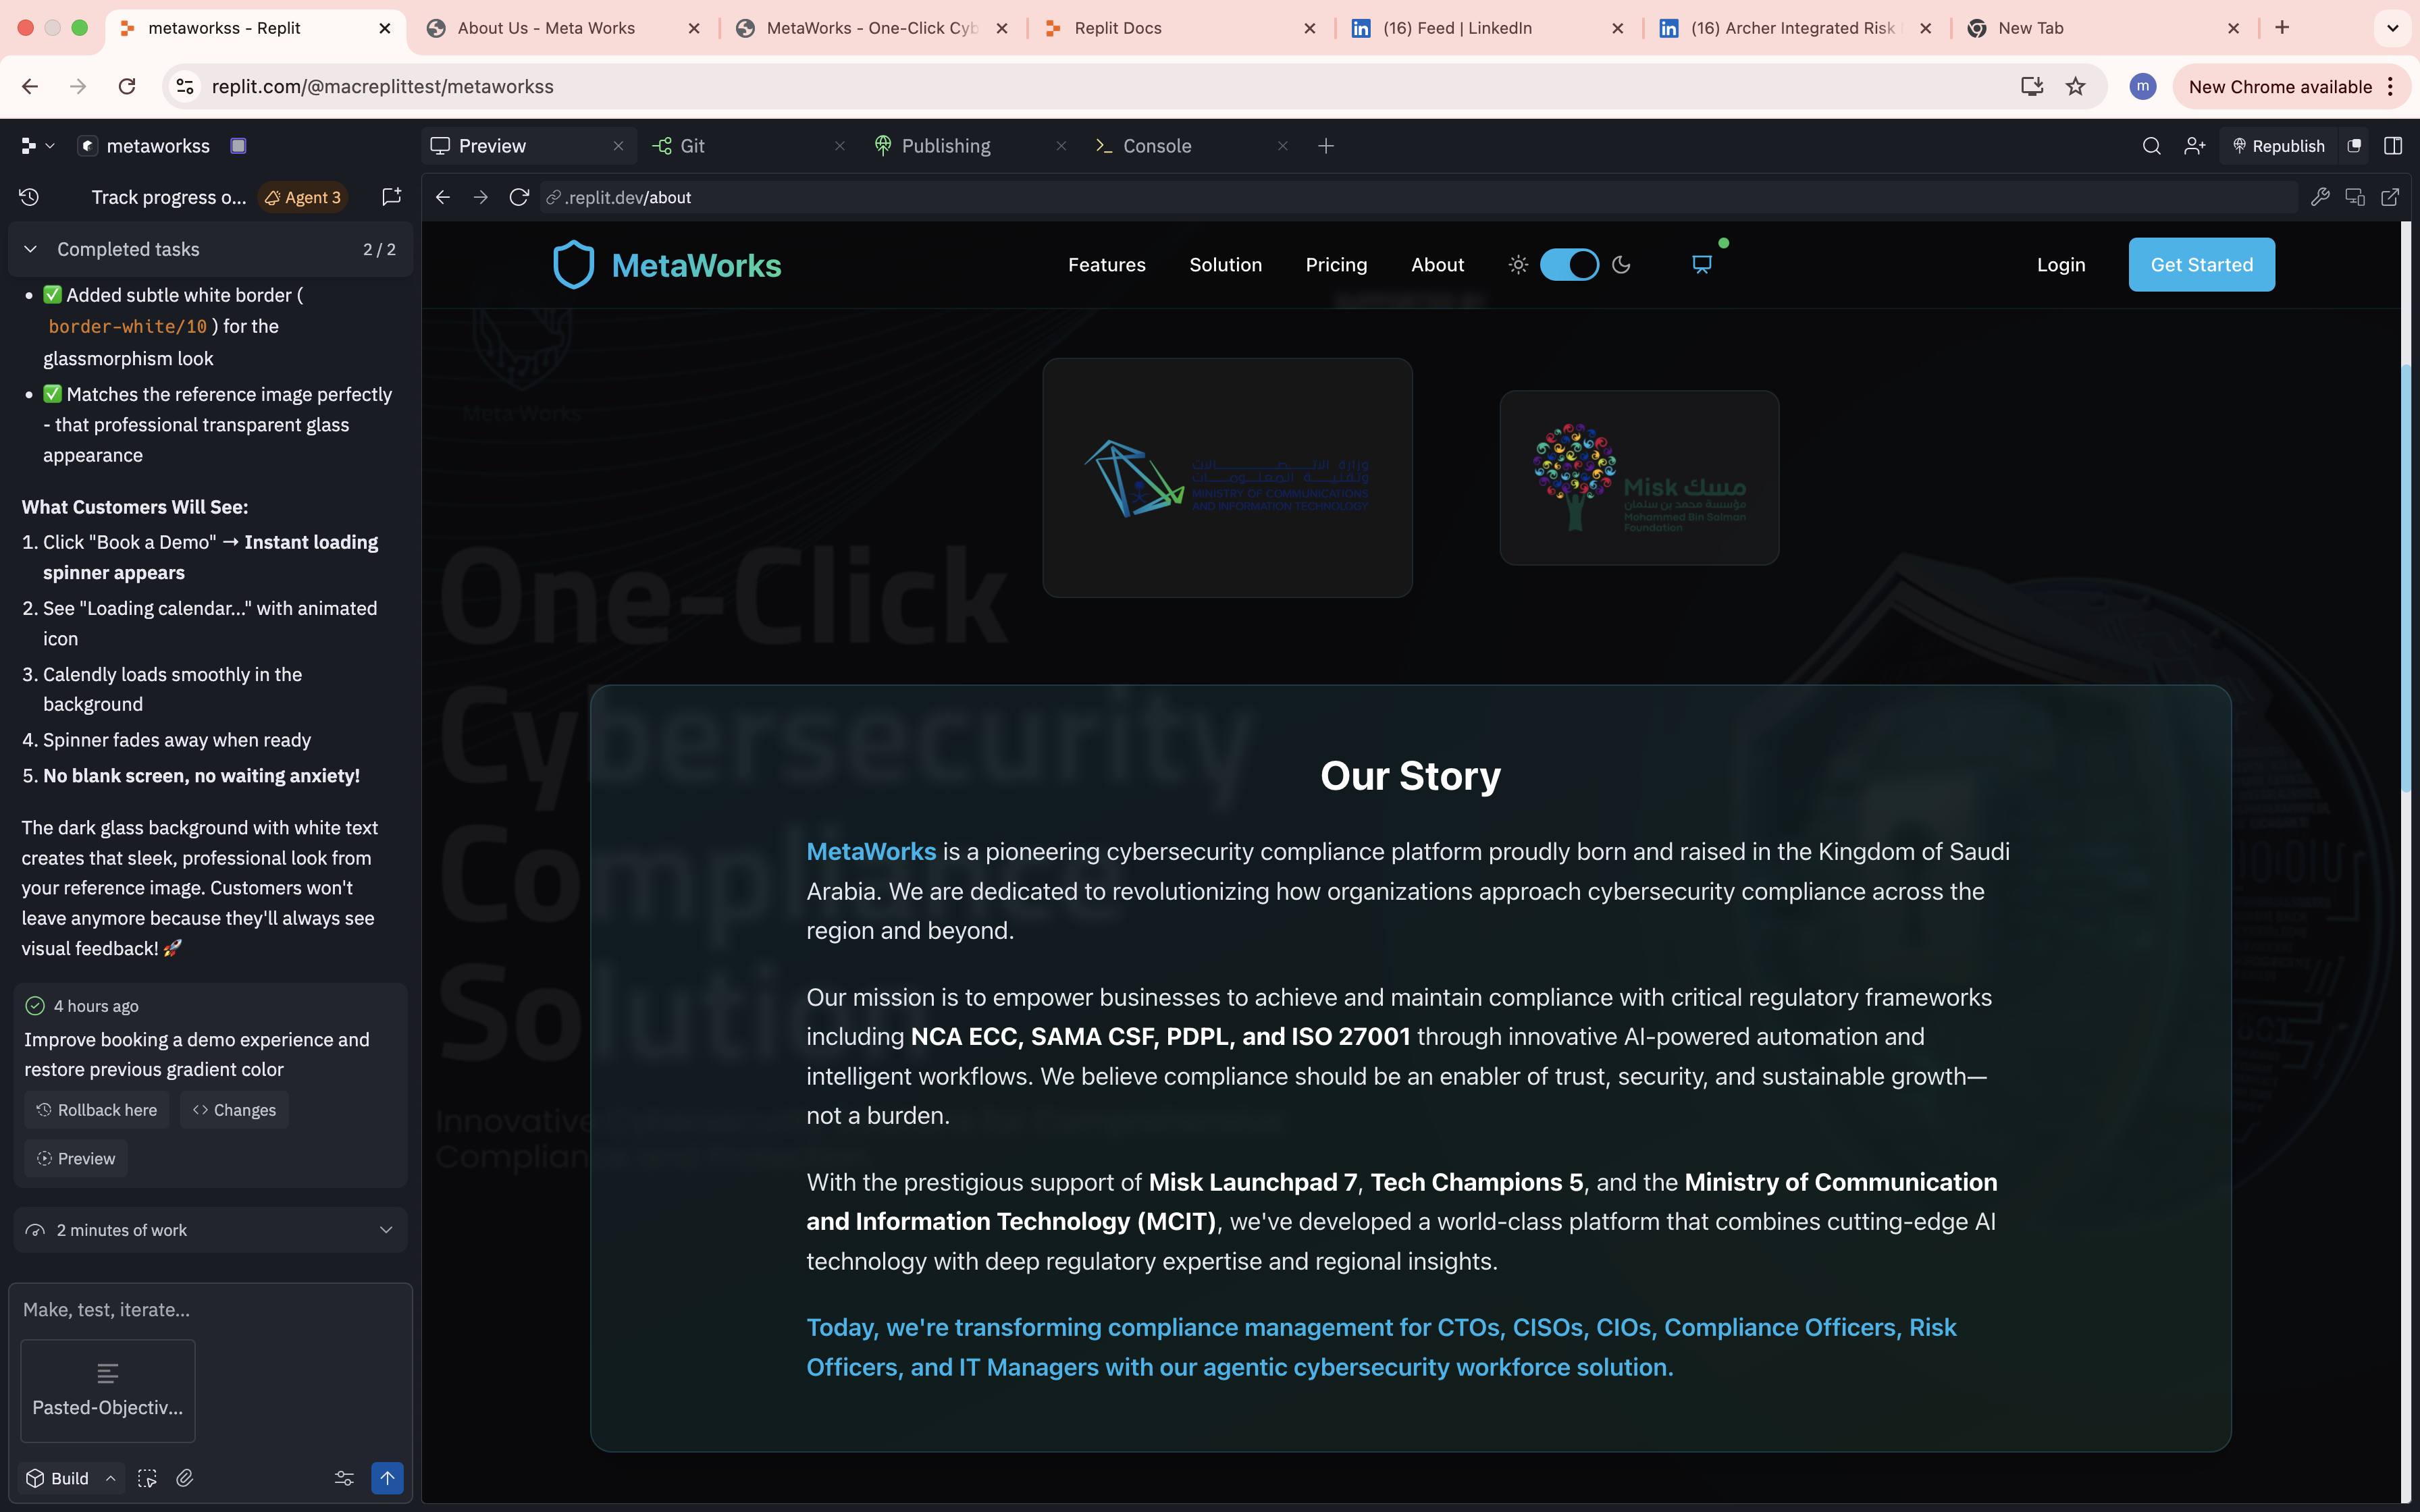 metaworkss - Replit
About Us - Meta Works
MetaWorks - One-Click Cyb
Replit Docs
(16) Feed | LinkedIn
(16) Archer Integrated Risk
New Tab
replit.com/@macreplittest/metaworkss
m
New Chrome available
metaworkss
Preview
Git
Publishing
Console
Republish
Track progress o...
Agent 3
.replit.dev/about
Completed tasks
2 / 2
✅ Added subtle white border (
border-white/10 ) for the
glassmorphism look
✅ Matches the reference image perfectly
- that professional transparent glass
appearance
What Customers Will See:
1. Click "Book a Demo" → Instant loading
spinner appears
2. See "Loading calendar..." with animated
icon
3. Calendly loads smoothly in the
background
4. Spinner fades away when ready
5. No blank screen, no waiting anxiety!
The dark glass background with white text
creates that sleek, professional look from
your reference image. Customers won't
leave anymore because they'll always see
visual feedback! 🚀
4 hours ago
Improve booking a demo experience and
restore previous gradient color
Rollback here
Changes
Preview
2 minutes of work
Make, test, iterate...
Pasted-Objectiv...
Build
MetaWorks
Features
Solution
Pricing
About
Login
Get Started
Meta Works
وزارة الاتصالات
وتقنية المعلومات
MINISTRY OF COMMUNICATIONS
AND INFORMATION TECHNOLOGY
Misk مسك
مؤسسة محمد بن سلمان
Mohammed Bin Salman
Foundation
One-Click
Cybersecurity
Compliance
Solution
Innovative
Compliance
Our Story
MetaWorks is a pioneering cybersecurity compliance platform proudly born and raised in the Kingdom of Saudi
Arabia. We are dedicated to revolutionizing how organizations approach cybersecurity compliance across the
region and beyond.
Our mission is to empower businesses to achieve and maintain compliance with critical regulatory frameworks
including NCA ECC, SAMA CSF, PDPL, and ISO 27001 through innovative AI-powered automation and
intelligent workflows. We believe compliance should be an enabler of trust, security, and sustainable growth—
not a burden.
With the prestigious support of Misk Launchpad 7, Tech Champions 5, and the Ministry of Communication
and Information Technology (MCIT), we've developed a world-class platform that combines cutting-edge AI
technology with deep regulatory expertise and regional insights.
Today, we're transforming compliance management for CTOs, CISOs, CIOs, Compliance Officers, Risk
Officers, and IT Managers with our agentic cybersecurity workforce solution.